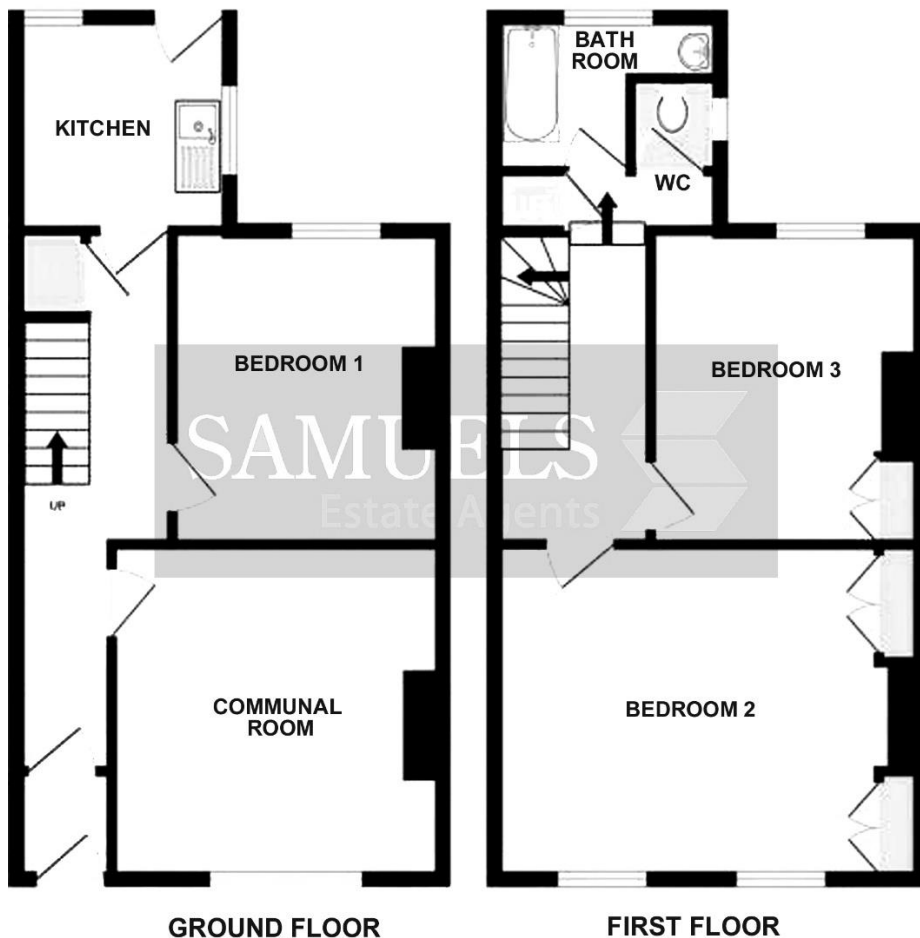 KITCHEN
BEDROOM 1
UP
COMMUNAL
ROOM
GROUND FLOOR
BATH
ROOM
WC
BEDROOM 3
BEDROOM 2
FIRST FLOOR
SAMUELS
Estate Agents